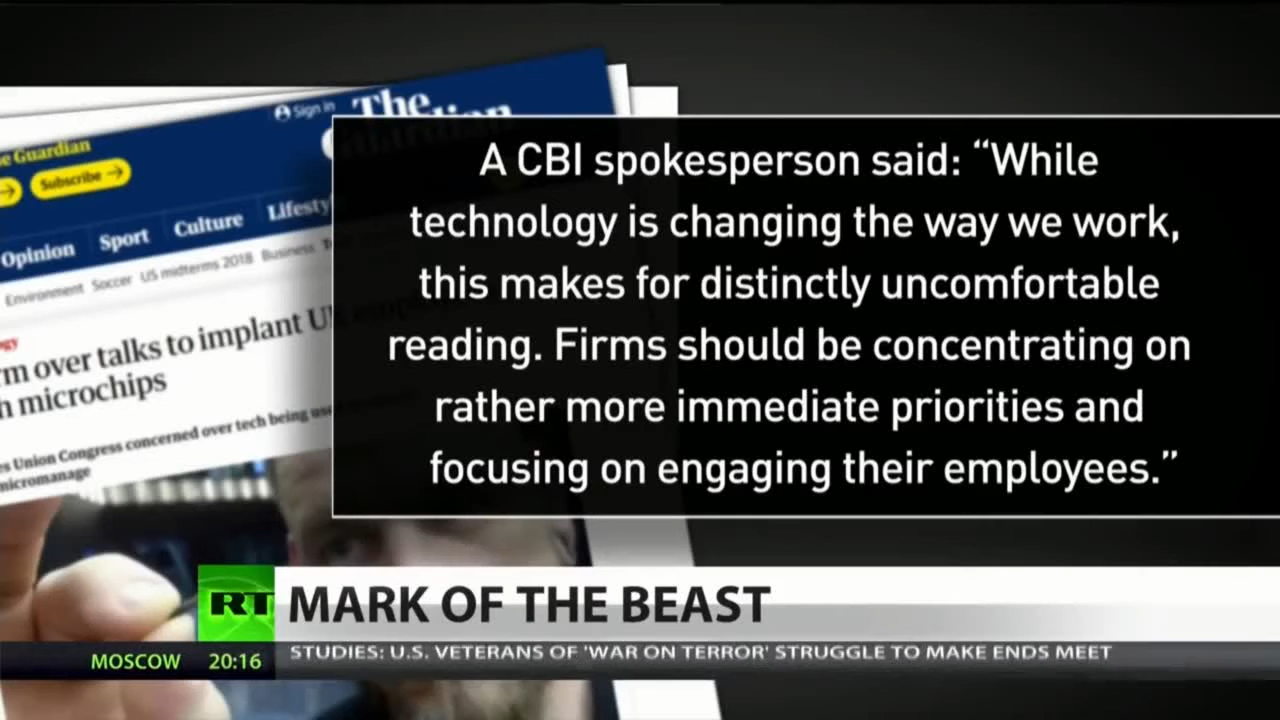 Sign in
The
e Guardian
Subscribe →
Opinion Sport Culture Lifesty
Environment Soccer US midterms 2018 Business
rm over talks to implant U
h microchips
es Union Congress concerned over tech being
micromanage
A CBI spokesperson said: “While
technology is changing the way we work,
this makes for distinctly uncomfortable
reading. Firms should be concentrating on
rather more immediate priorities and
focusing on engaging their employees.”
RT MARK OF THE BEAST
MOSCOW 20:16 STUDIES: U.S. VETERANS OF 'WAR ON TERROR' STRUGGLE TO MAKE ENDS MEET